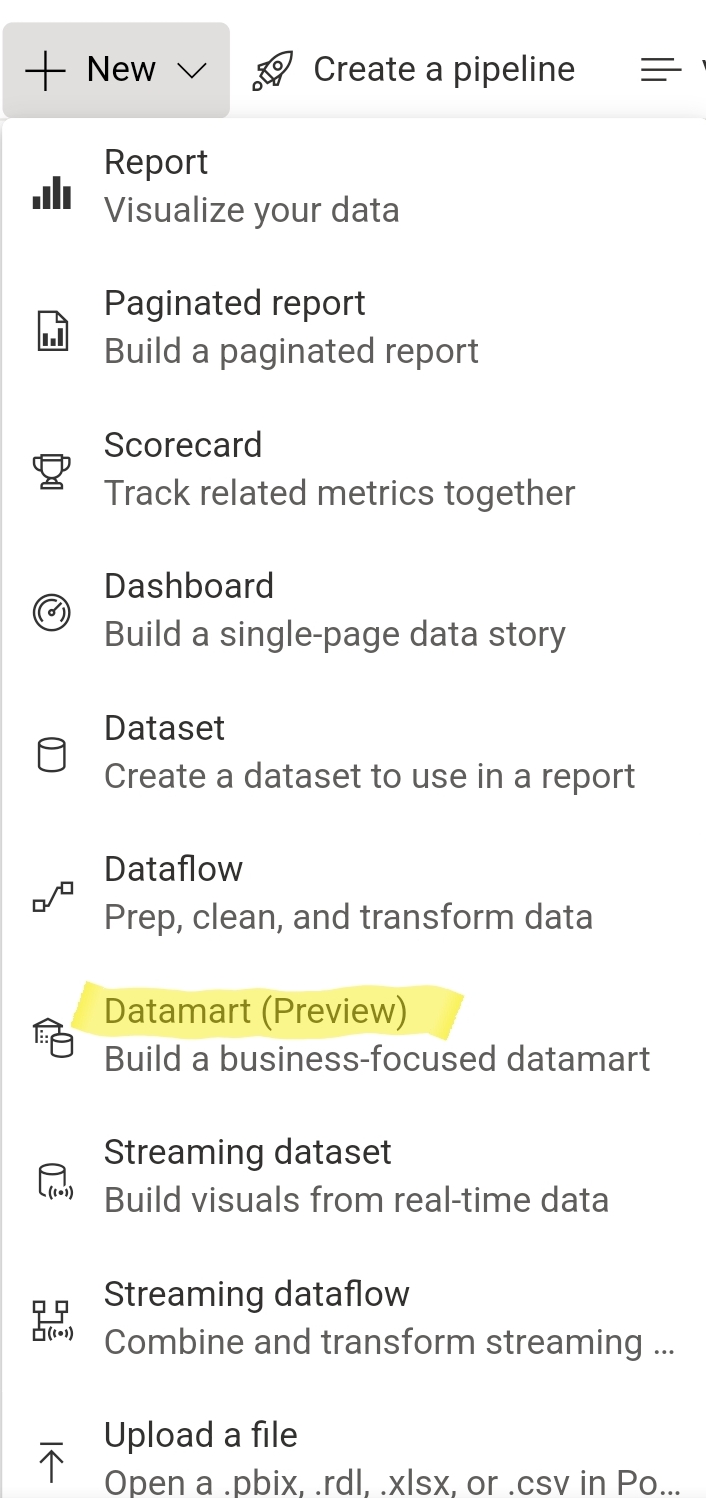 New
Create a pipeline
Report
Visualize your data
Paginated report
Build a paginated report
Scorecard
Track related metrics together
Dashboard
Build a single-page data story
Dataset
Create a dataset to use in a report
Dataflow
Prep, clean, and transform data
Datamart (Preview)
Build a business-focused datamart
Streaming dataset
Build visuals from real-time data
Streaming dataflow
Combine and transform streaming ...
Upload a file
Open a .pbix, .rdl, .xlsx, or .csv in Po...